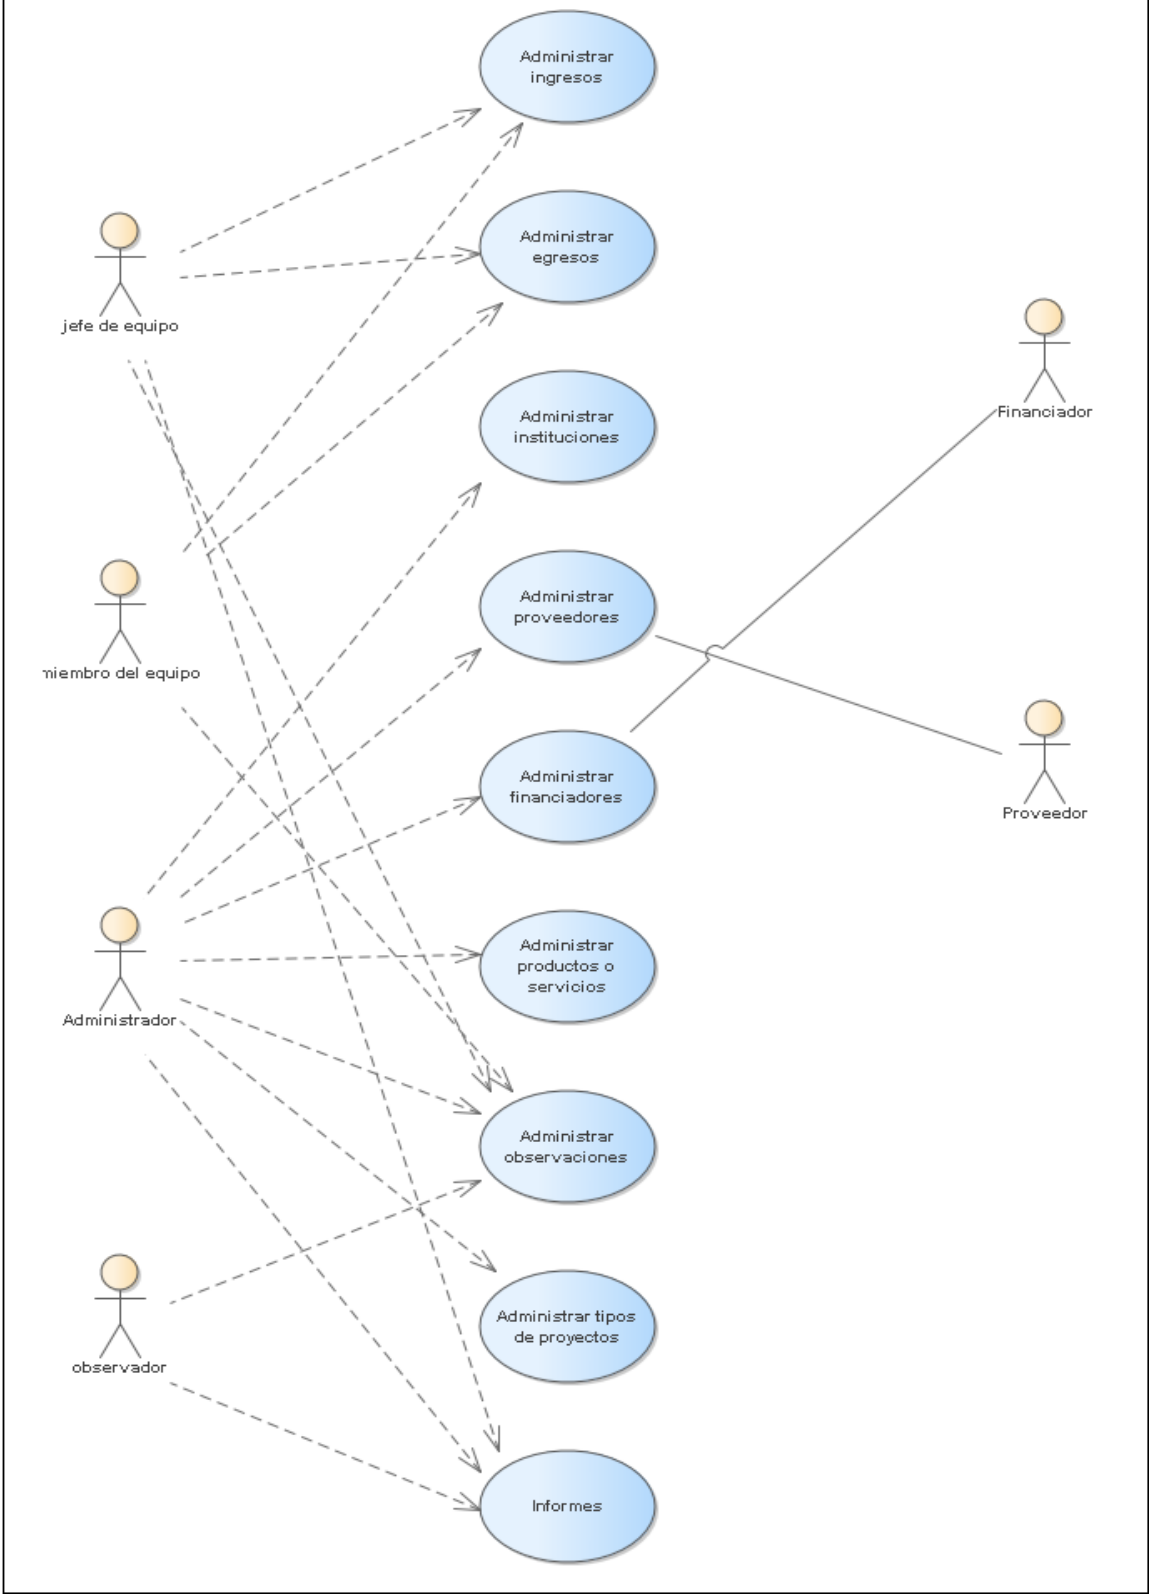 Administrar
ingresos
Administrar
egresos
jefe de equipo
Administrar
instituciones
Financiador
Administrar
proveedores
miembro del equipo
Administrar
financiadores
Proveedor
Administrar
productos o
servicios
Administrador
Administrar
observaciones
Administrar tipos
de proyectos
observador
Informes